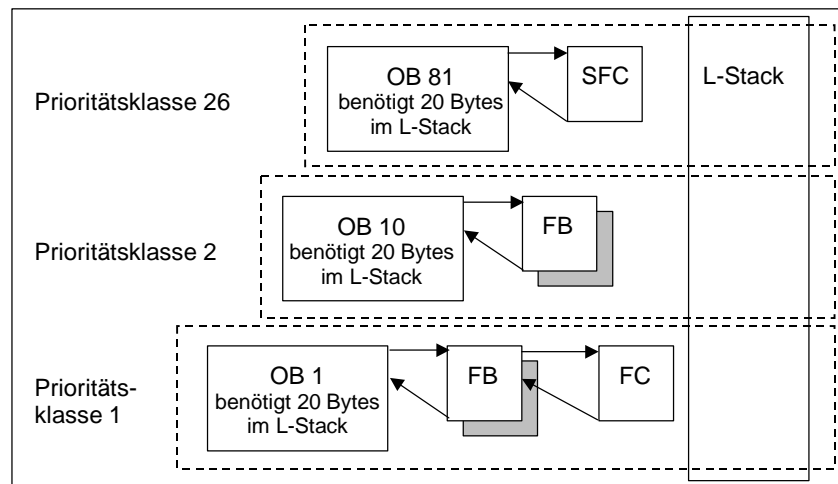 Prioritätsklasse 26
OB 81
benötigt 20 Bytes
im L-Stack
SFC
L-Stack
Prioritätsklasse 2
OB 10
benötigt 20 Bytes
im L-Stack
FB
Prioritäts-
klasse 1
OB 1
benötigt 20 Bytes
im L-Stack
FB
FC